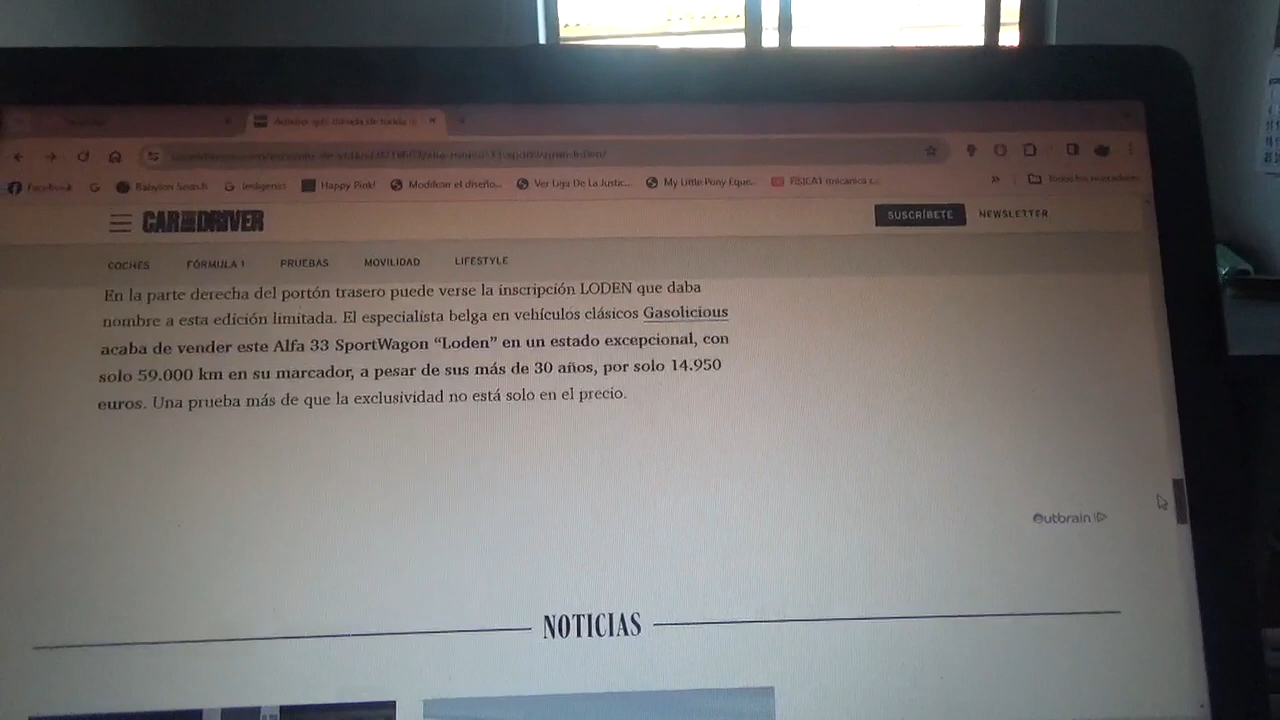 Facebook
G
Babylon Search
G Imágenes
Happy Pink!
Modificar el diseño...
Ver Liga De La Justic...
My Little Pony Eque...
»
Todos los marcadores
CAR AND DRIVER
SUSCRÍBETE
NEWSLETTER
COCHES
FÓRMULA 1
PRUEBAS
MOVILIDAD
LIFESTYLE
En la parte derecha del portón trasero puede verse la inscripción LODEN que daba
nombre a esta edición limitada. El especialista belga en vehículos clásicos Gasolicious
acaba de vender este Alfa 33 SportWagon “Loden” en un estado excepcional, con
solo 59.000 km en su marcador, a pesar de sus más de 30 años, por solo 14.950
euros. Una prueba más de que la exclusividad no está solo en el precio.
Outbrain
NOTICIAS